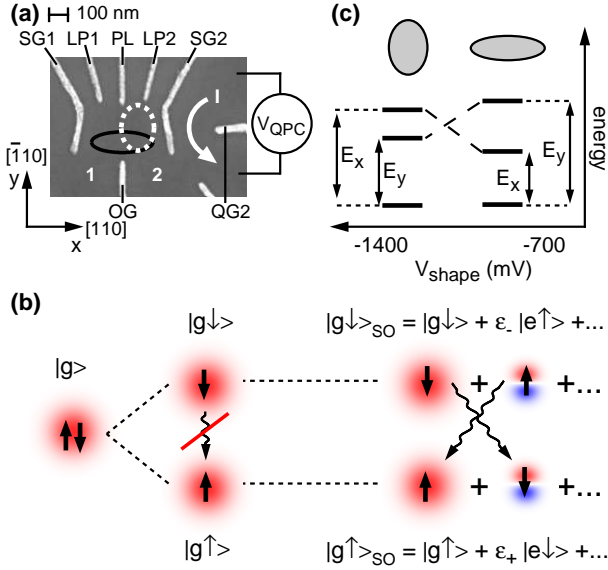 (a)
100 nm
SG1 LP1 PL LP2 SG2
I
V_QPC
[1̄10]
y
1 2
OG QG2
x [110]
(c)
energy
E_x E_y E_x E_y
-1400 -700
V_shape (mV)
(b)
|g↓> |g↓>_SO = |g↓> + ε_- |e↑> +...
|g>
+ +...
+ +...
|g↑> |g↑>_SO = |g↑> + ε_+ |e↓> +...